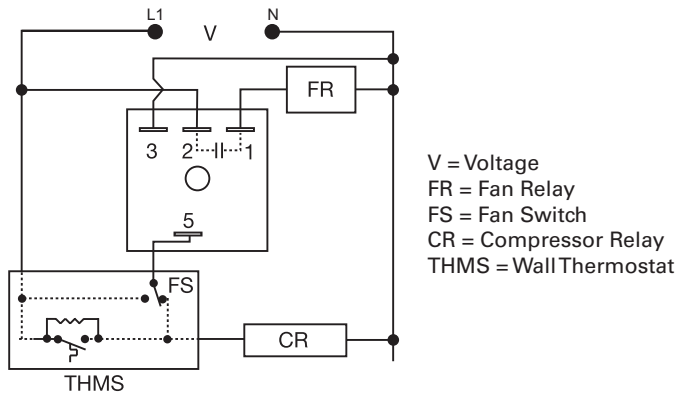 L1
V
N
FR
3
2
1
5
FS
CR
THMS
V = Voltage
FR = Fan Relay
FS = Fan Switch
CR = Compressor Relay
THMS = Wall Thermostat